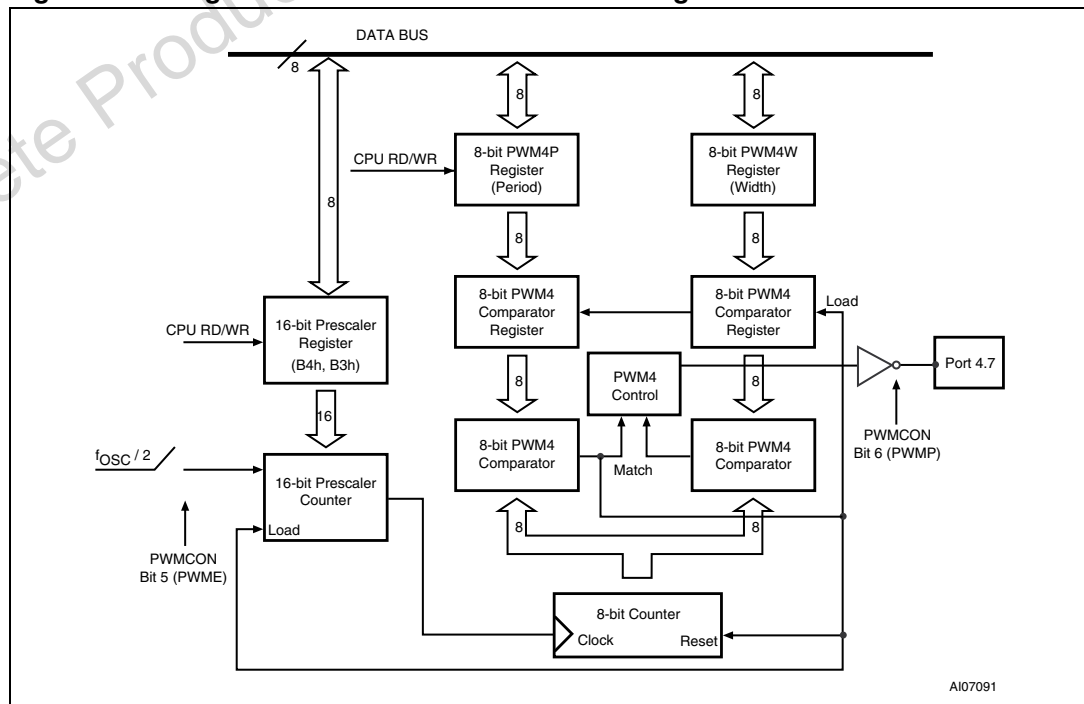 DATA BUS
8
8
8
CPU RD/WR
8-bit PWM4P
Register
(Period)
8-bit PWM4W
Register
(Width)
8
8
8
CPU RD/WR
16-bit Prescaler
Register
(B4h, B3h)
8-bit PWM4
Comparator
Register
8-bit PWM4
Comparator
Register
Load
8
PWM4
Control
8
Port 4.7
16
PWMCON
Bit 6 (PWMP)
fOSC / 2
16-bit Prescaler
Counter
Load
8-bit PWM4
Comparator
Match
8-bit PWM4
Comparator
8
8
PWMCON
Bit 5 (PWME)
8-bit Counter
Clock
Reset
AI07091